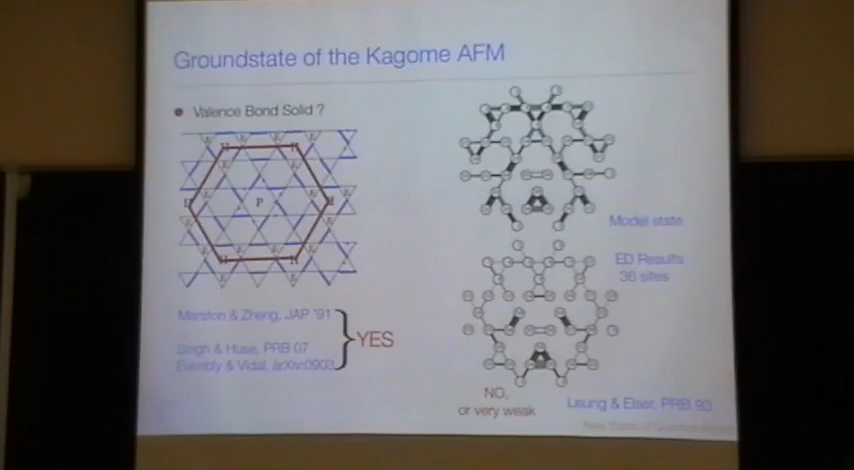 Groundstate of the Kagome AFM
Valence Bond Solid ?
P
Marston & Zheng, JAP '91
Singh & Huse, PRB 07
Evenbly & Vidal, arXiv:0903
YES
Model state
ED Results
36 sites
NO,
or very weak
Leung & Elser, PRB 93